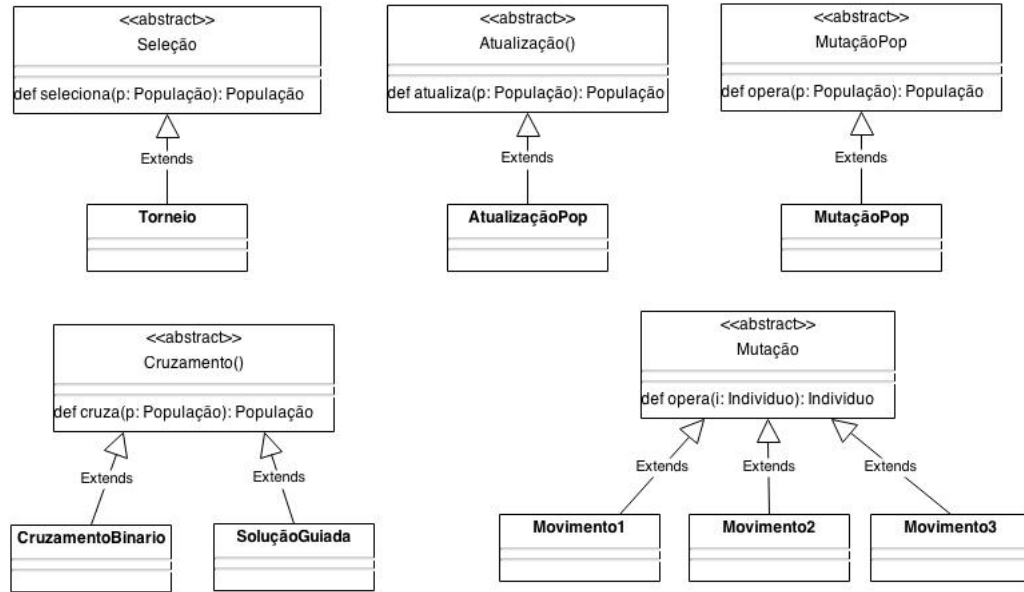 <<abstract>>
Seleção
def seleciona(p: População): População
Extends
Torneio
<<abstract>>
Atualização()
def atualiza(p: População): População
Extends
AtualizaçãoPop
<<abstract>>
MutaçãoPop
def opera(p: População): População
Extends
MutaçãoPop
<<abstract>>
Cruzamento()
def cruza(p: População): População
Extends
Extends
CruzamentoBinario
SoluçãoGuiada
<<abstract>>
Mutação
def opera(i: Individuo): Individuo
Extends
Extends
Extends
Movimento1
Movimento2
Movimento3